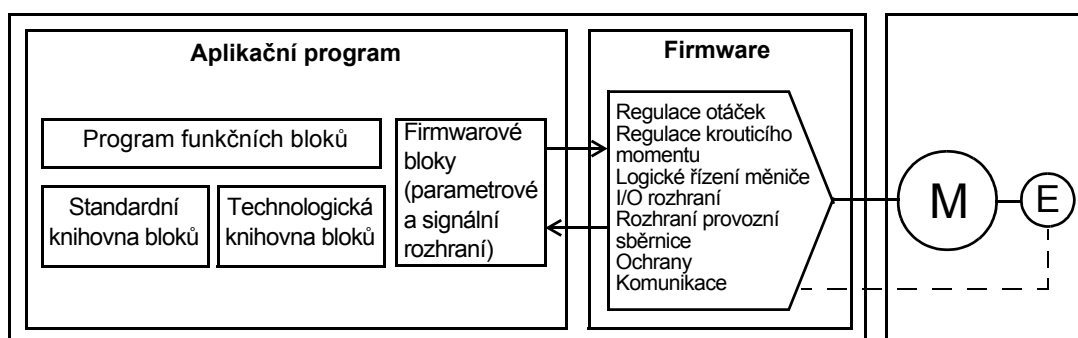 Aplikační program
Program funkčních bloků
Standardní
knihovna bloků
Technologická
knihovna bloků
Firmwarové
bloky
(parametrové
a signální
rozhraní)
Firmware
Regulace otáček
Regulace krouticího
momentu
Logické řízení měniče
I/O rozhraní
Rozhraní provozní
sběrnice
Ochrany
Komunikace
M
E